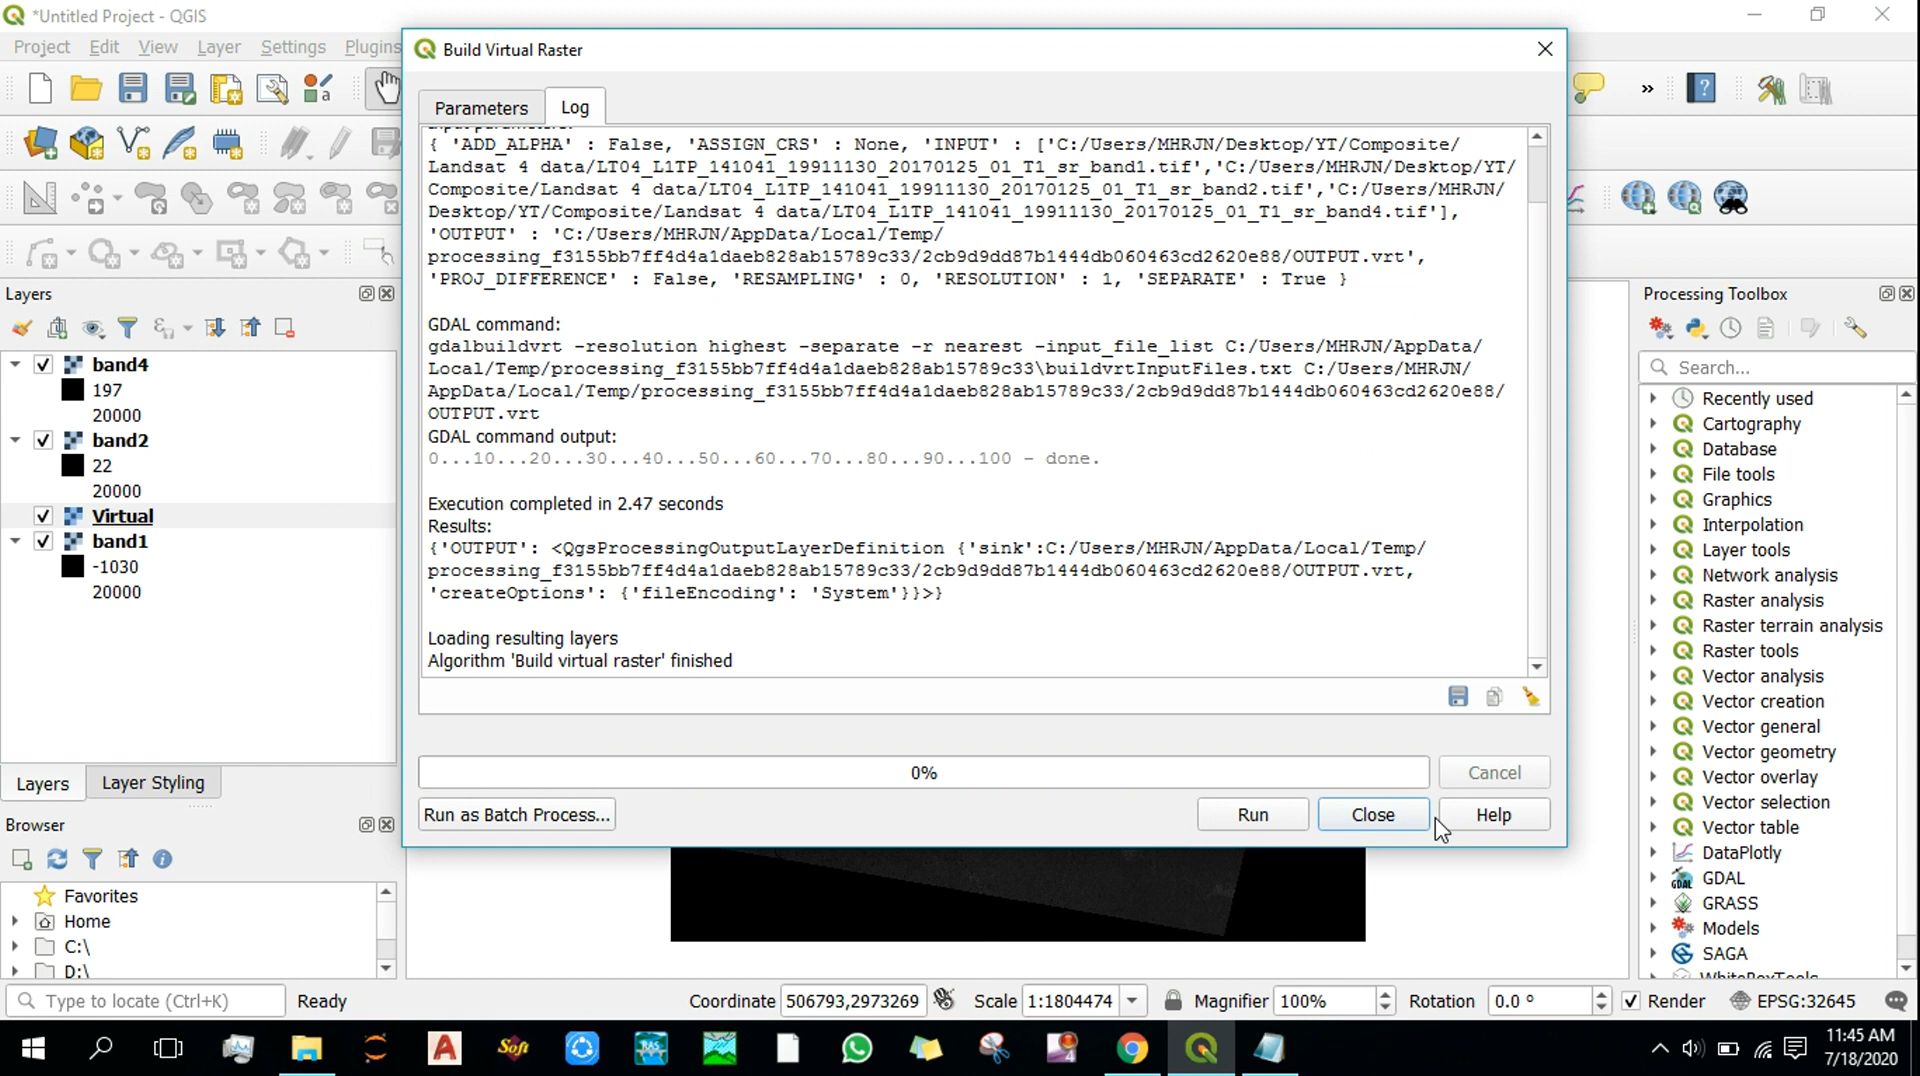 *Untitled Project - QGIS
Project Edit View Layer Settings Plugins
Build Virtual Raster
Parameters Log
{ 'ADD_ALPHA' : False, 'ASSIGN_CRS' : None, 'INPUT' : ['C:/Users/MHRJN/Desktop/YT/Composite/
Landsat 4 data/LT04_L1TP_141041_19911130_20170125_01_T1_sr_band1.tif','C:/Users/MHRJN/Desktop/YT/
Composite/Landsat 4 data/LT04_L1TP_141041_19911130_20170125_01_T1_sr_band2.tif','C:/Users/MHRJN/
Desktop/YT/Composite/Landsat 4 data/LT04_L1TP_141041_19911130_20170125_01_T1_sr_band4.tif'],
'OUTPUT' : 'C:/Users/MHRJN/AppData/Local/Temp/
processing_f3155bb7ff4d4a1daeb828ab15789c33/2cb9d9dd87b1444db060463cd2620e88/OUTPUT.vrt',
'PROJ_DIFFERENCE' : False, 'RESAMPLING' : 0, 'RESOLUTION' : 1, 'SEPARATE' : True }
GDAL command:
gdalbuildvrt -resolution highest -separate -r nearest -input_file_list C:/Users/MHRJN/AppData/
Local/Temp/processing_f3155bb7ff4d4a1daeb828ab15789c33\buildvrtInputFiles.txt C:/Users/MHRJN/
AppData/Local/Temp/processing_f3155bb7ff4d4a1daeb828ab15789c33/2cb9d9dd87b1444db060463cd2620e88/
OUTPUT.vrt
GDAL command output:
0...10...20...30...40...50...60...70...80...90...100 - done.
Execution completed in 2.47 seconds
Results:
{'OUTPUT': <QgsProcessingOutputLayerDefinition {'sink':C:/Users/MHRJN/AppData/Local/Temp/
processing_f3155bb7ff4d4a1daeb828ab15789c33/2cb9d9dd87b1444db060463cd2620e88/OUTPUT.vrt,
'createOptions': {'fileEncoding': 'System'}}>}
Loading resulting layers
Algorithm 'Build virtual raster' finished
0%
Cancel
Run as Batch Process...
Run
Close
Help
Layers
band4
197
20000
band2
22
20000
Virtual
band1
-1030
20000
Layers Layer Styling
Browser
Favorites
Home
C:\
D:\
Processing Toolbox
Search...
Recently used
Cartography
Database
File tools
Graphics
Interpolation
Layer tools
Network analysis
Raster analysis
Raster terrain analysis
Raster tools
Vector analysis
Vector creation
Vector general
Vector geometry
Vector overlay
Vector selection
Vector table
DataPlotly
GDAL
GRASS
Models
SAGA
WhiteBoxTools
Type to locate (Ctrl+K) Ready Coordinate 506793,2973269 Scale 1:1804474 Magnifier 100% Rotation 0.0 ° Render EPSG:32645
11:45 AM
7/18/2020